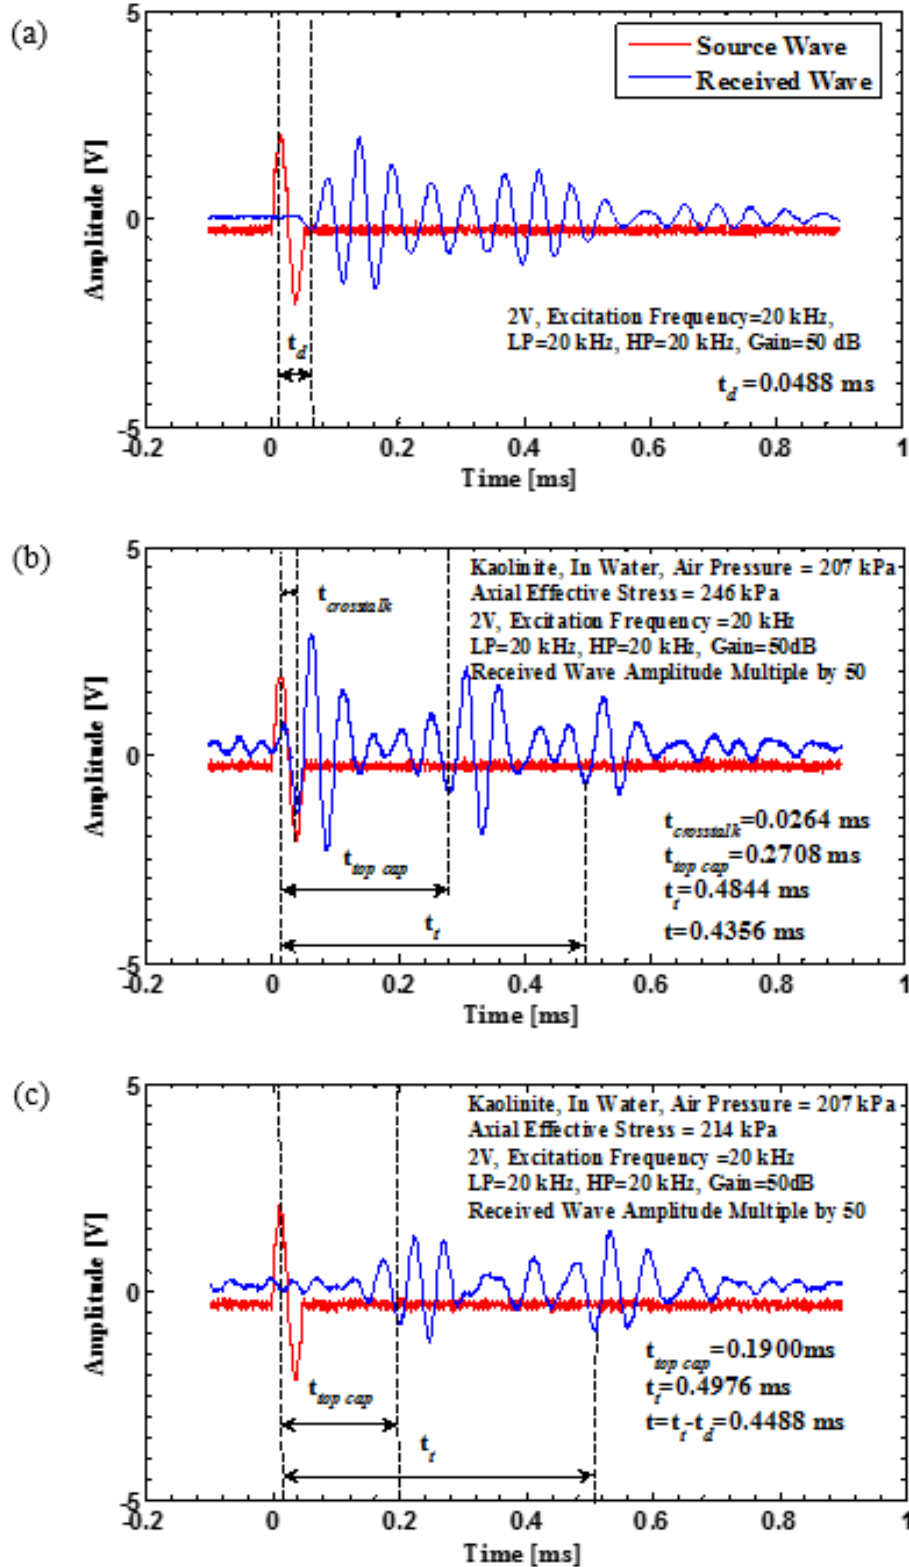 (a)
5
Source Wave
Received Wave
Amplitude [V]
0
2V, Excitation Frequency=20 kHz,
LP=20 kHz, HP=20 kHz, Gain=50 dB
t_d
t_d=0.0488 ms
-5
-0.2 0 0.2 0.4 0.6 0.8 1
Time [ms]
(b)
5
Kaolinite, In Water, Air Pressure = 207 kPa
Axial Effective Stress = 246 kPa
2V, Excitation Frequency =20 kHz
LP=20 kHz, HP=20 kHz, Gain=50dB
Received Wave Amplitude Multiple by 50
t_crosstalk
Amplitude [V]
0
t_crosstalk=0.0264 ms
t_top cap=0.2708 ms
t_t=0.4844 ms
t=0.4356 ms
t_top cap
t_t
-5
-0.2 0 0.2 0.4 0.6 0.8 1
Time [ms]
(c)
5
Kaolinite, In Water, Air Pressure = 207 kPa
Axial Effective Stress = 214 kPa
2V, Excitation Frequency =20 kHz
LP=20 kHz, HP=20 kHz, Gain=50dB
Received Wave Amplitude Multiple by 50
Amplitude [V]
0
t_top cap=0.1900ms
t_t=0.4976 ms
t=t_t-t_d=0.4488 ms
t_top cap
t_t
-5
-0.2 0 0.2 0.4 0.6 0.8 1
Time [ms]